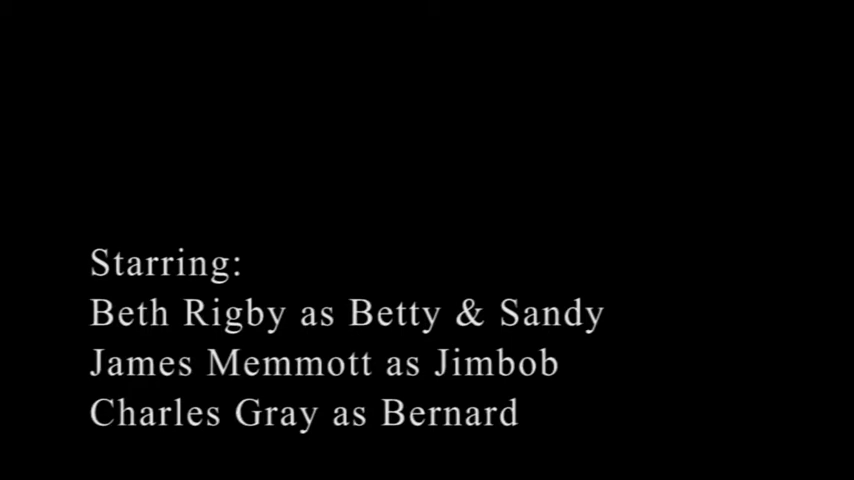 Starring:
Beth Rigby as Betty & Sandy
James Memmott as Jimbob
Charles Gray as Bernard